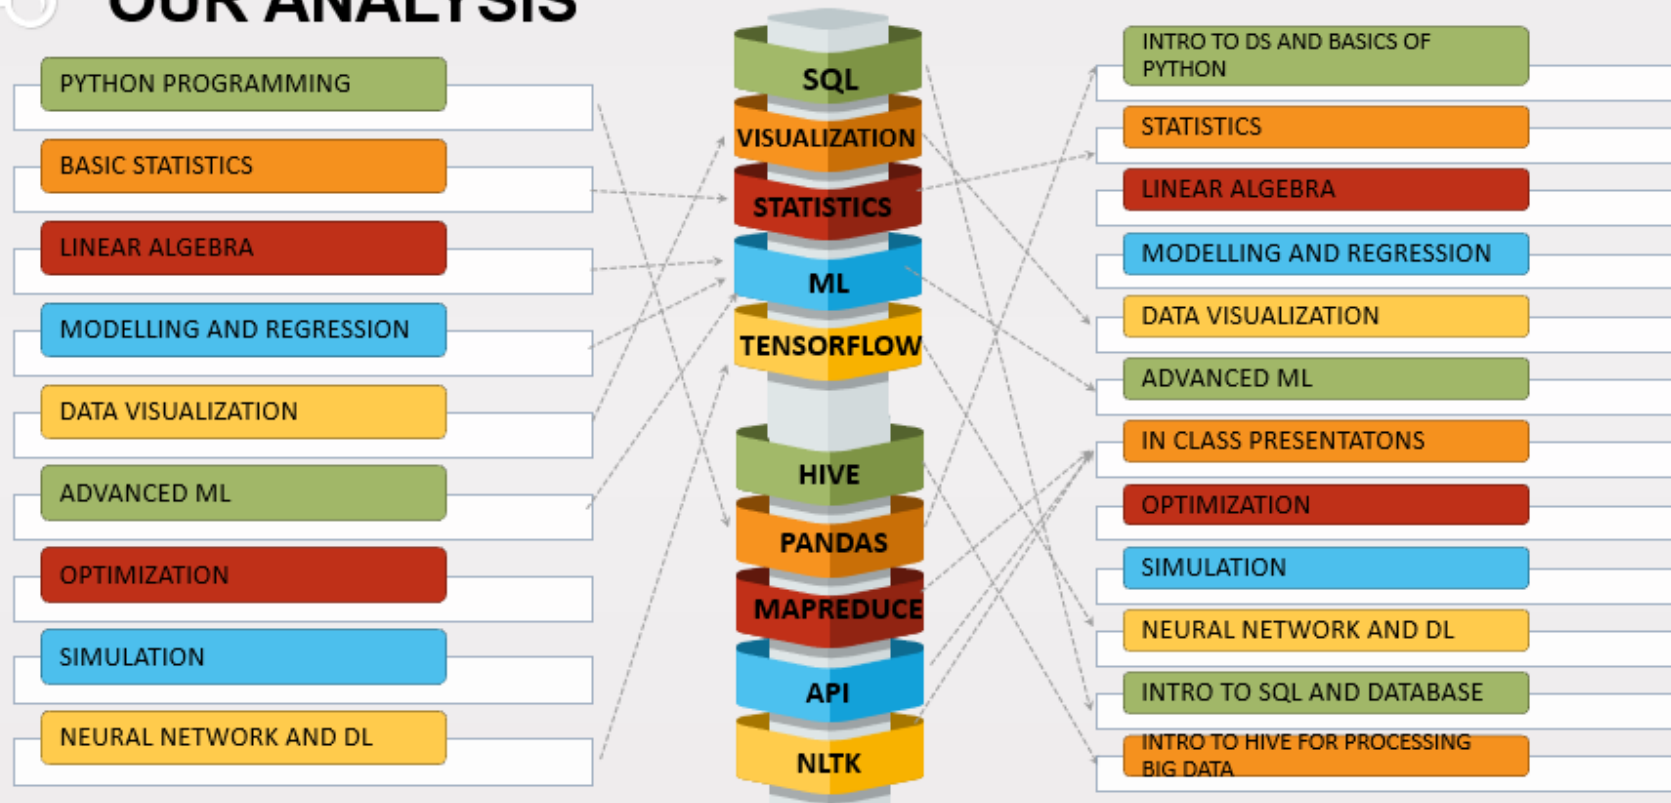 OUR ANALYSIS
PYTHON PROGRAMMING
BASIC STATISTICS
LINEAR ALGEBRA
MODELLING AND REGRESSION
DATA VISUALIZATION
ADVANCED ML
OPTIMIZATION
SIMULATION
NEURAL NETWORK AND DL
SQL
VISUALIZATION
STATISTICS
ML
TENSORFLOW
HIVE
PANDAS
MAPREDUCE
API
NLTK
INTRO TO DS AND BASICS OF
PYTHON
STATISTICS
LINEAR ALGEBRA
MODELLING AND REGRESSION
DATA VISUALIZATION
ADVANCED ML
IN CLASS PRESENTATONS
OPTIMIZATION
SIMULATION
NEURAL NETWORK AND DL
INTRO TO SQL AND DATABASE
INTRO TO HIVE FOR PROCESSING
BIG DATA